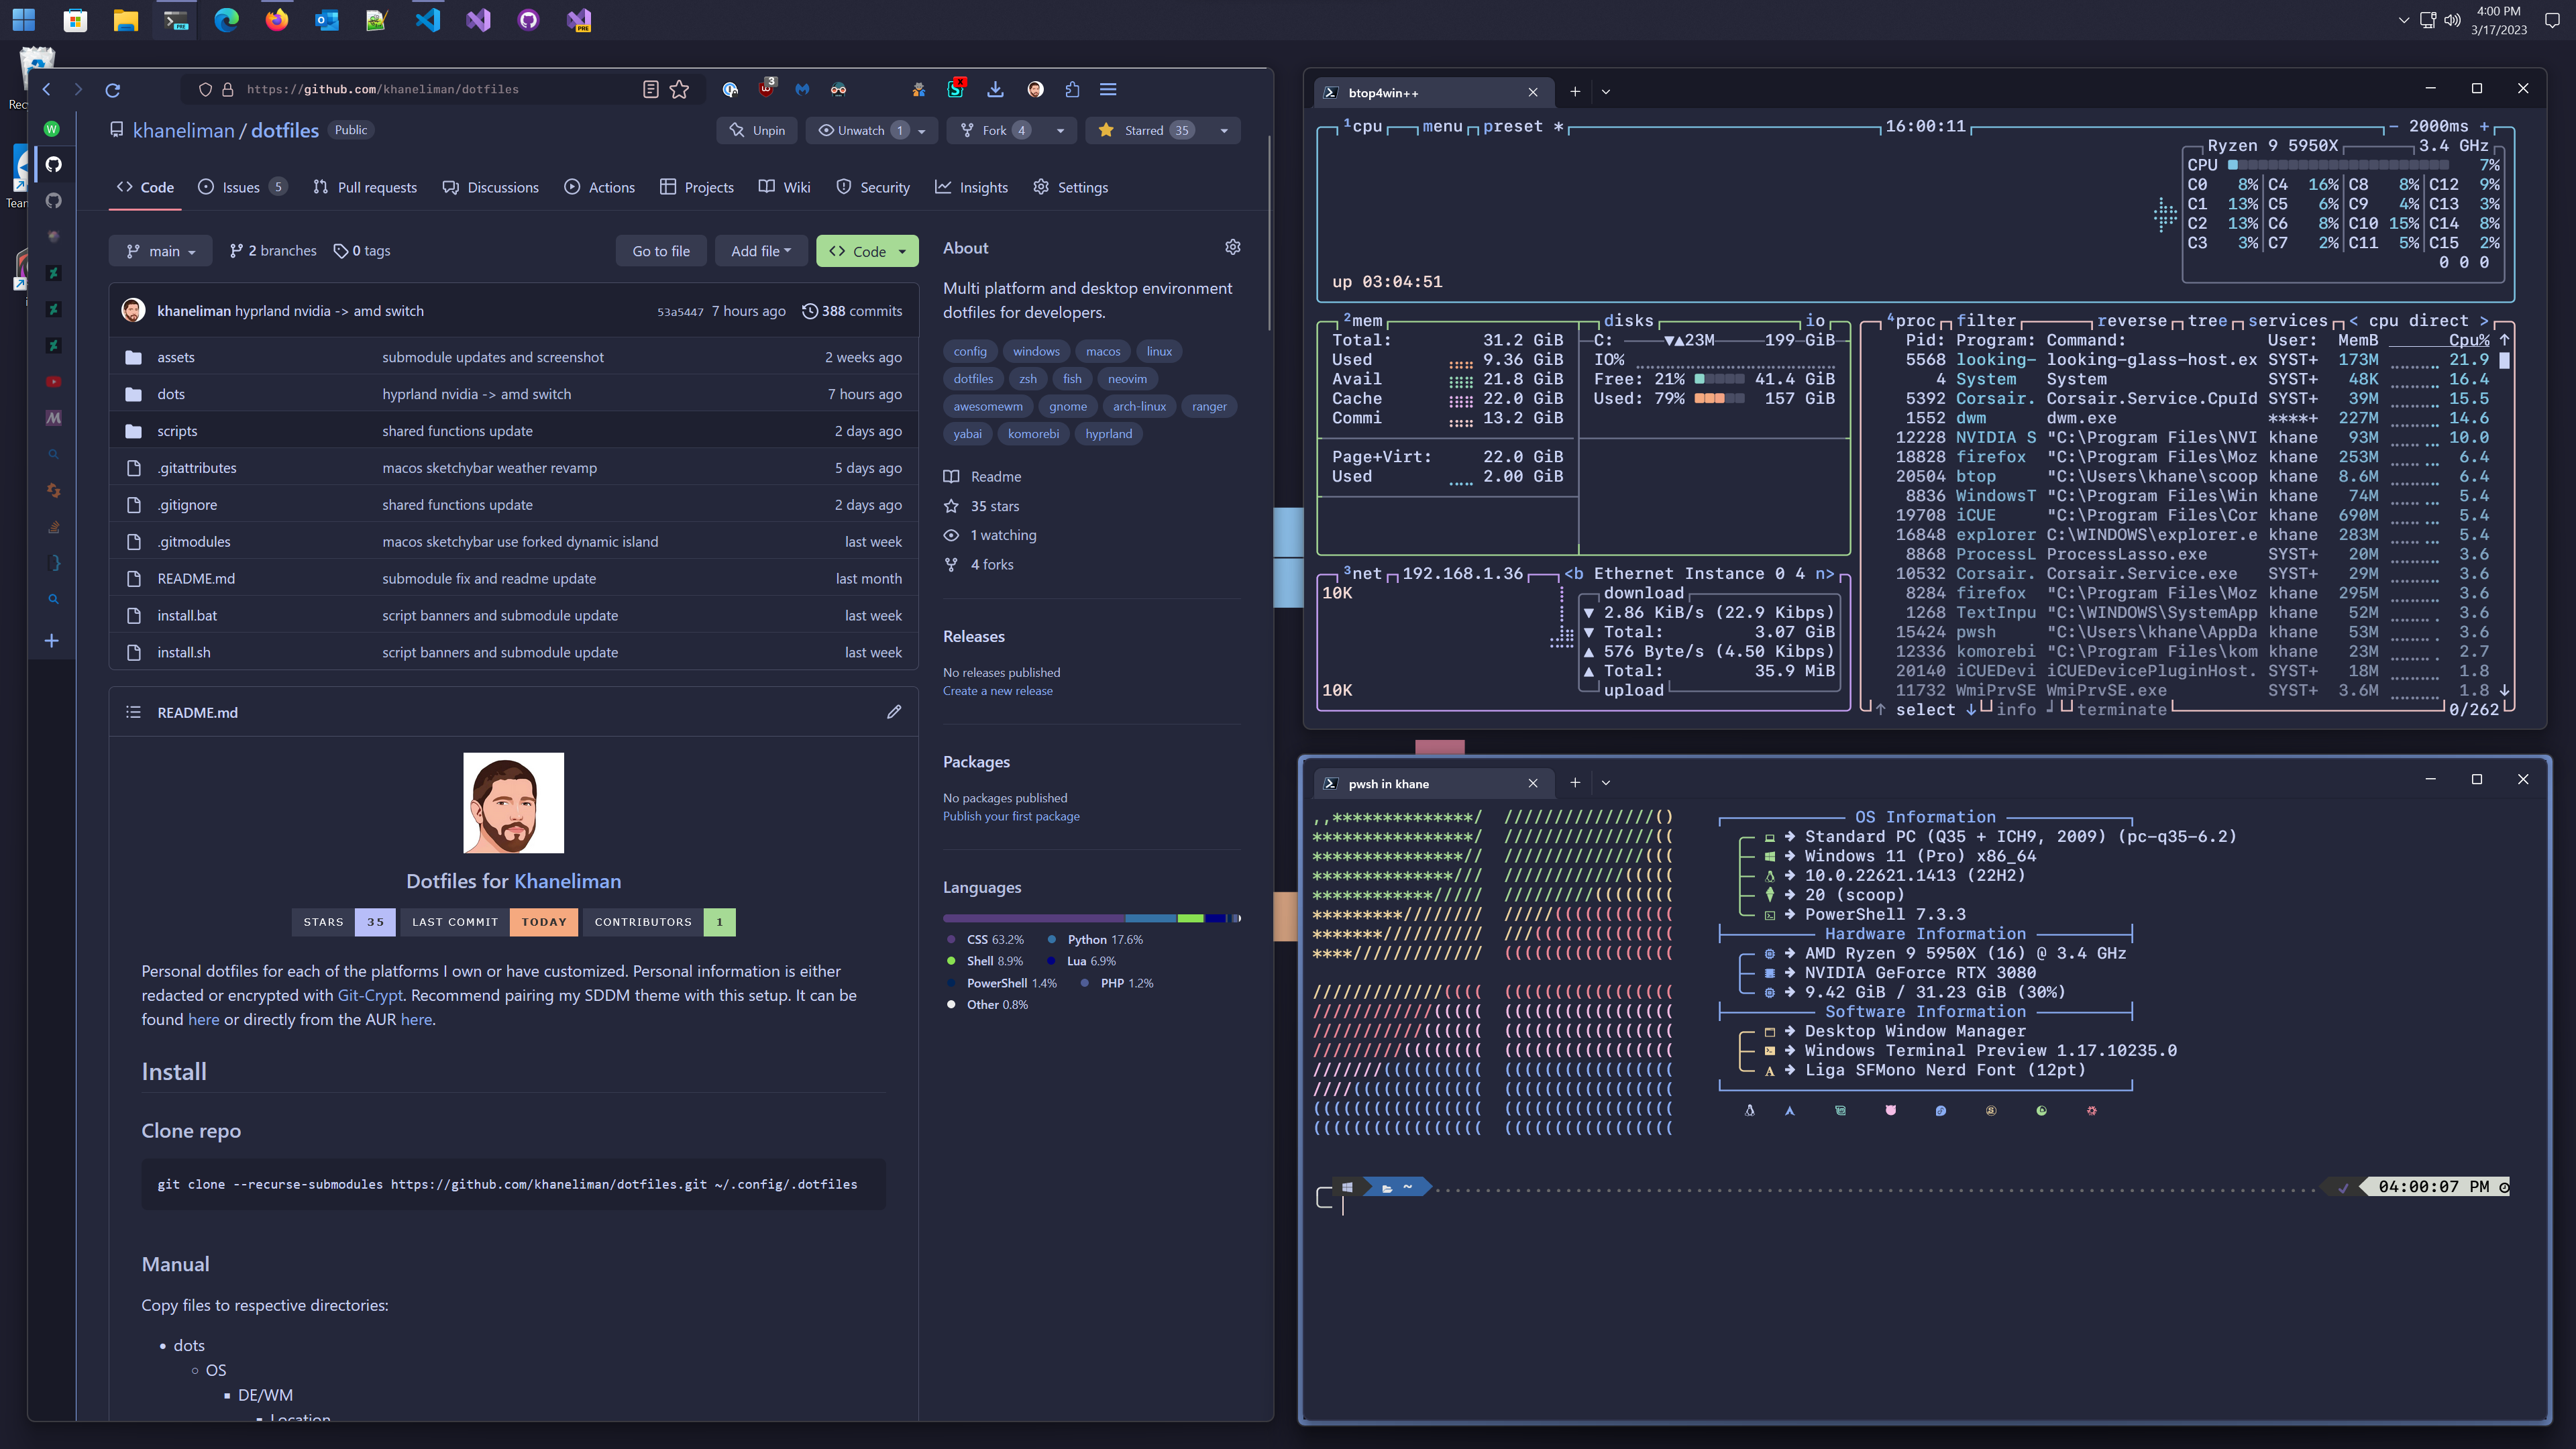 4:00 PM
3/17/2023
https://github.com/khaneliman/dotfiles
3
khaneliman / dotfiles Public
Unpin
Unwatch 1
Fork 4
Starred 35
Code
Issues 5
Pull requests
Discussions
Actions
Projects
Wiki
Security
Insights
Settings
main
2 branches
0 tags
Go to file
Add file
Code
khaneliman hyprland nvidia -> amd switch 53a5447 7 hours ago 388 commits
assets submodule updates and screenshot 2 weeks ago
dots hyprland nvidia -> amd switch 7 hours ago
scripts shared functions update 2 days ago
.gitattributes macos sketchybar weather revamp 5 days ago
.gitignore shared functions update 2 days ago
.gitmodules macos sketchybar use forked dynamic island last week
README.md submodule fix and readme update last month
install.bat script banners and submodule update last week
install.sh script banners and submodule update last week
README.md
Dotfiles for Khaneliman
STARS 35 LAST COMMIT TODAY CONTRIBUTORS 1
Personal dotfiles for each of the platforms I own or have customized. Personal information is either
redacted or encrypted with Git-Crypt. Recommend pairing my SDDM theme with this setup. It can be
found here or directly from the AUR here.
Install
Clone repo
git clone --recurse-submodules https://github.com/khaneliman/dotfiles.git ~/.config/.dotfiles
Manual
Copy files to respective directories:
dots
OS
DE/WM
Location
About
Multi platform and desktop environment
dotfiles for developers.
config windows macos linux
dotfiles zsh fish neovim
awesomewm gnome arch-linux ranger
yabai komorebi hyprland
Readme
35 stars
1 watching
4 forks
Releases
No releases published
Create a new release
Packages
No packages published
Publish your first package
Languages
CSS 63.2% Python 17.6%
Shell 8.9% Lua 6.9%
PowerShell 1.4% PHP 1.2%
Other 0.8%
btop4win++
1cpu menu preset * 16:00:11 - 2000ms +
Ryzen 9 5950X 3.4 GHz
CPU 7%
C0 8% C4 16% C8 8% C12 9%
C1 13% C5 6% C9 4% C13 3%
C2 13% C6 8% C10 15% C14 8%
C3 3% C7 2% C11 5% C15 2%
0 0 0
up 03:04:51
2mem
Total: 31.2 GiB
Used 9.36 GiB
Avail 21.8 GiB
Cache 22.0 GiB
Commi 13.2 GiB
Page+Virt: 22.0 GiB
Used 2.00 GiB
disks io
C: ▼▲23M 199 GiB
IO%
Free: 21% 41.4 GiB
Used: 79% 157 GiB
3net 192.168.1.36 <b Ethernet Instance 0 4 n>
10K
download
▼ 2.86 KiB/s (22.9 Kibps)
▼ Total: 3.07 GiB
▲ 576 Byte/s (4.50 Kibps)
▲ Total: 35.9 MiB
upload
10K
4proc filter reverse tree services < cpu direct >
Pid: Program: Command: User: MemB Cpu% ↑
5568 looking- looking-glass-host.ex SYST+ 173M 21.9
4 System System SYST+ 48K 16.4
5392 Corsair. Corsair.Service.CpuId SYST+ 39M 15.5
1552 dwm dwm.exe ****+ 227M 14.6
12228 NVIDIA S "C:\Program Files\NVI khane 93M 10.0
18828 firefox "C:\Program Files\Moz khane 253M 6.4
20504 btop "C:\Users\khane\scoop khane 8.6M 6.4
8836 WindowsT "C:\Program Files\Win khane 74M 5.4
19708 iCUE "C:\Program Files\Cor khane 690M 5.4
16848 explorer C:\WINDOWS\explorer.e khane 283M 5.4
8868 ProcessL ProcessLasso.exe SYST+ 20M 3.6
10532 Corsair. Corsair.Service.exe SYST+ 29M 3.6
8284 firefox "C:\Program Files\Moz khane 295M 3.6
1268 TextInpu "C:\WINDOWS\SystemApp khane 52M 3.6
15424 pwsh "C:\Users\khane\AppDa khane 53M 3.6
12336 komorebi "C:\Program Files\kom khane 23M 2.7
20140 iCUEDevi iCUEDevicePluginHost. SYST+ 18M 1.8
11732 WmiPrvSE WmiPrvSE.exe SYST+ 3.6M 1.8 ↓
↑ select ↓ info ┘ terminate 0/262
pwsh in khane
OS Information
Standard PC (Q35 + ICH9, 2009) (pc-q35-6.2)
Windows 11 (Pro) x86_64
10.0.22621.1413 (22H2)
20 (scoop)
PowerShell 7.3.3
Hardware Information
AMD Ryzen 9 5950X (16) @ 3.4 GHz
NVIDIA GeForce RTX 3080
9.42 GiB / 31.23 GiB (30%)
Software Information
Desktop Window Manager
Windows Terminal Preview 1.17.10235.0
Liga SFMono Nerd Font (12pt)
~
04:00:07 PM